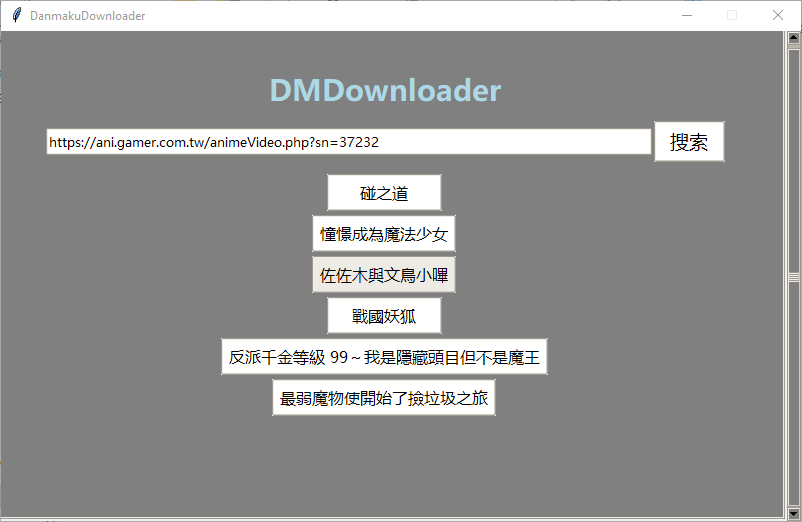 DanmakuDownloader
DMDownloader
https://ani.gamer.com.tw/animeVideo.php?sn=37232
搜索
碰之道
憧憬成為魔法少女
佐佐木與文鳥小嗶
戰國妖狐
反派千金等級 99～我是隱藏頭目但不是魔王
最弱魔物使開始了撿垃圾之旅